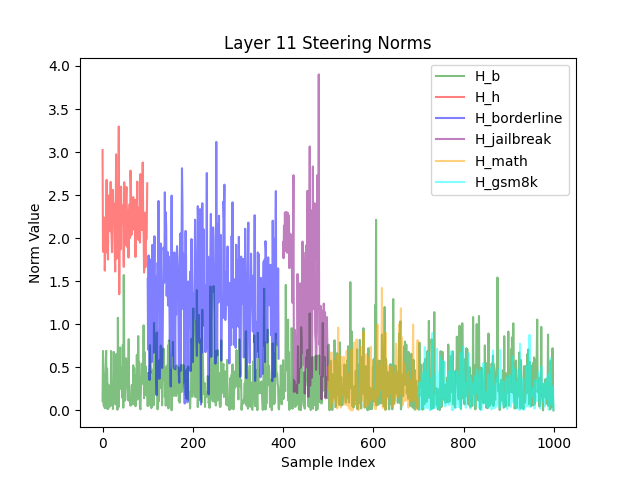 Layer 11 Steering Norms
Norm Value
4.0
3.5
3.0
2.5
2.0
1.5
1.0
0.5
0.0
H_b
H_h
H_borderline
H_jailbreak
H_math
H_gsm8k
0
200
400
600
800
1000
Sample Index